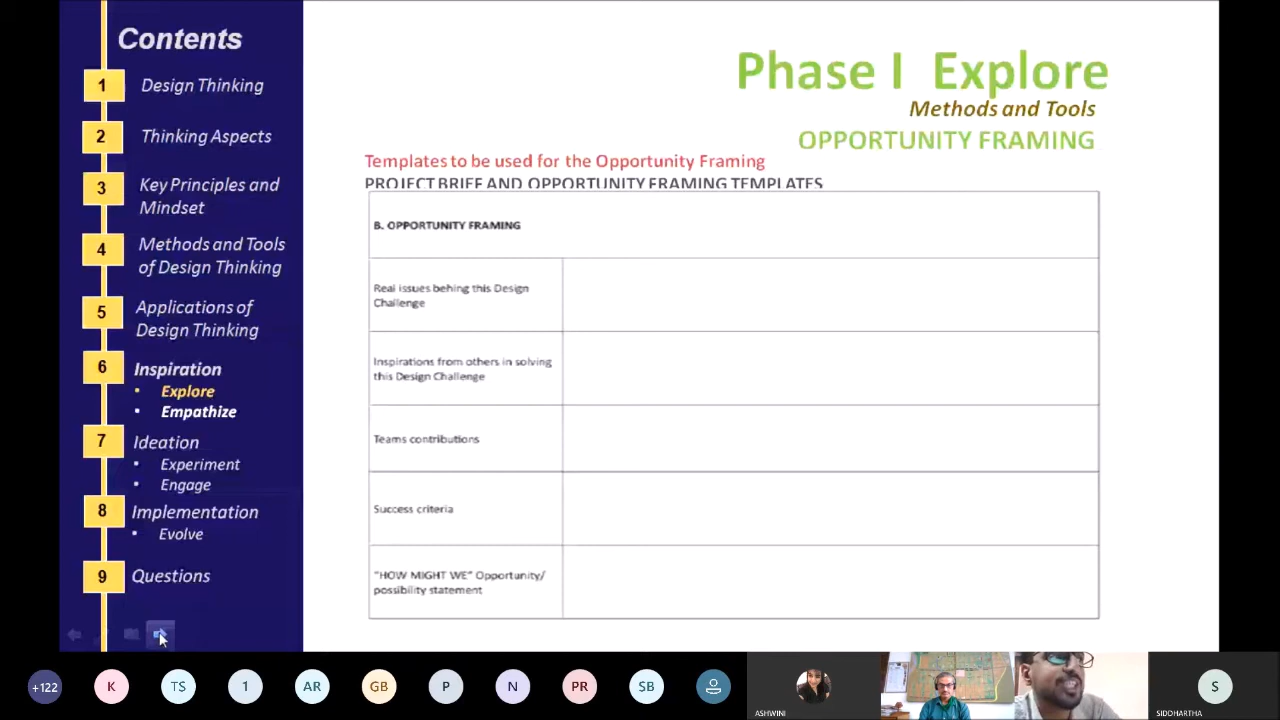 Contents
1 Design Thinking
2 Thinking Aspects
3 Key Principles and
Mindset
4 Methods and Tools
of Design Thinking
5 Applications of
Design Thinking
6 Inspiration
• Explore
• Empathize
7 Ideation
• Experiment
• Engage
8 Implementation
• Evolve
9 Questions
Phase I Explore
Methods and Tools
OPPORTUNITY FRAMING
Templates to be used for the Opportunity Framing
PROJECT BRIEF AND OPPORTUNITY FRAMING TEMPLATES
B. OPPORTUNITY FRAMING
Real issues behing this Design
Challenge
Inspirations from others in solving
this Design Challenge
Teams contributions
Success criteria
"HOW MIGHT WE" Opportunity/
possibility statement
+122 K TS 1 AR GB P N PR SB S
ASHWINI SIDDHARTHA